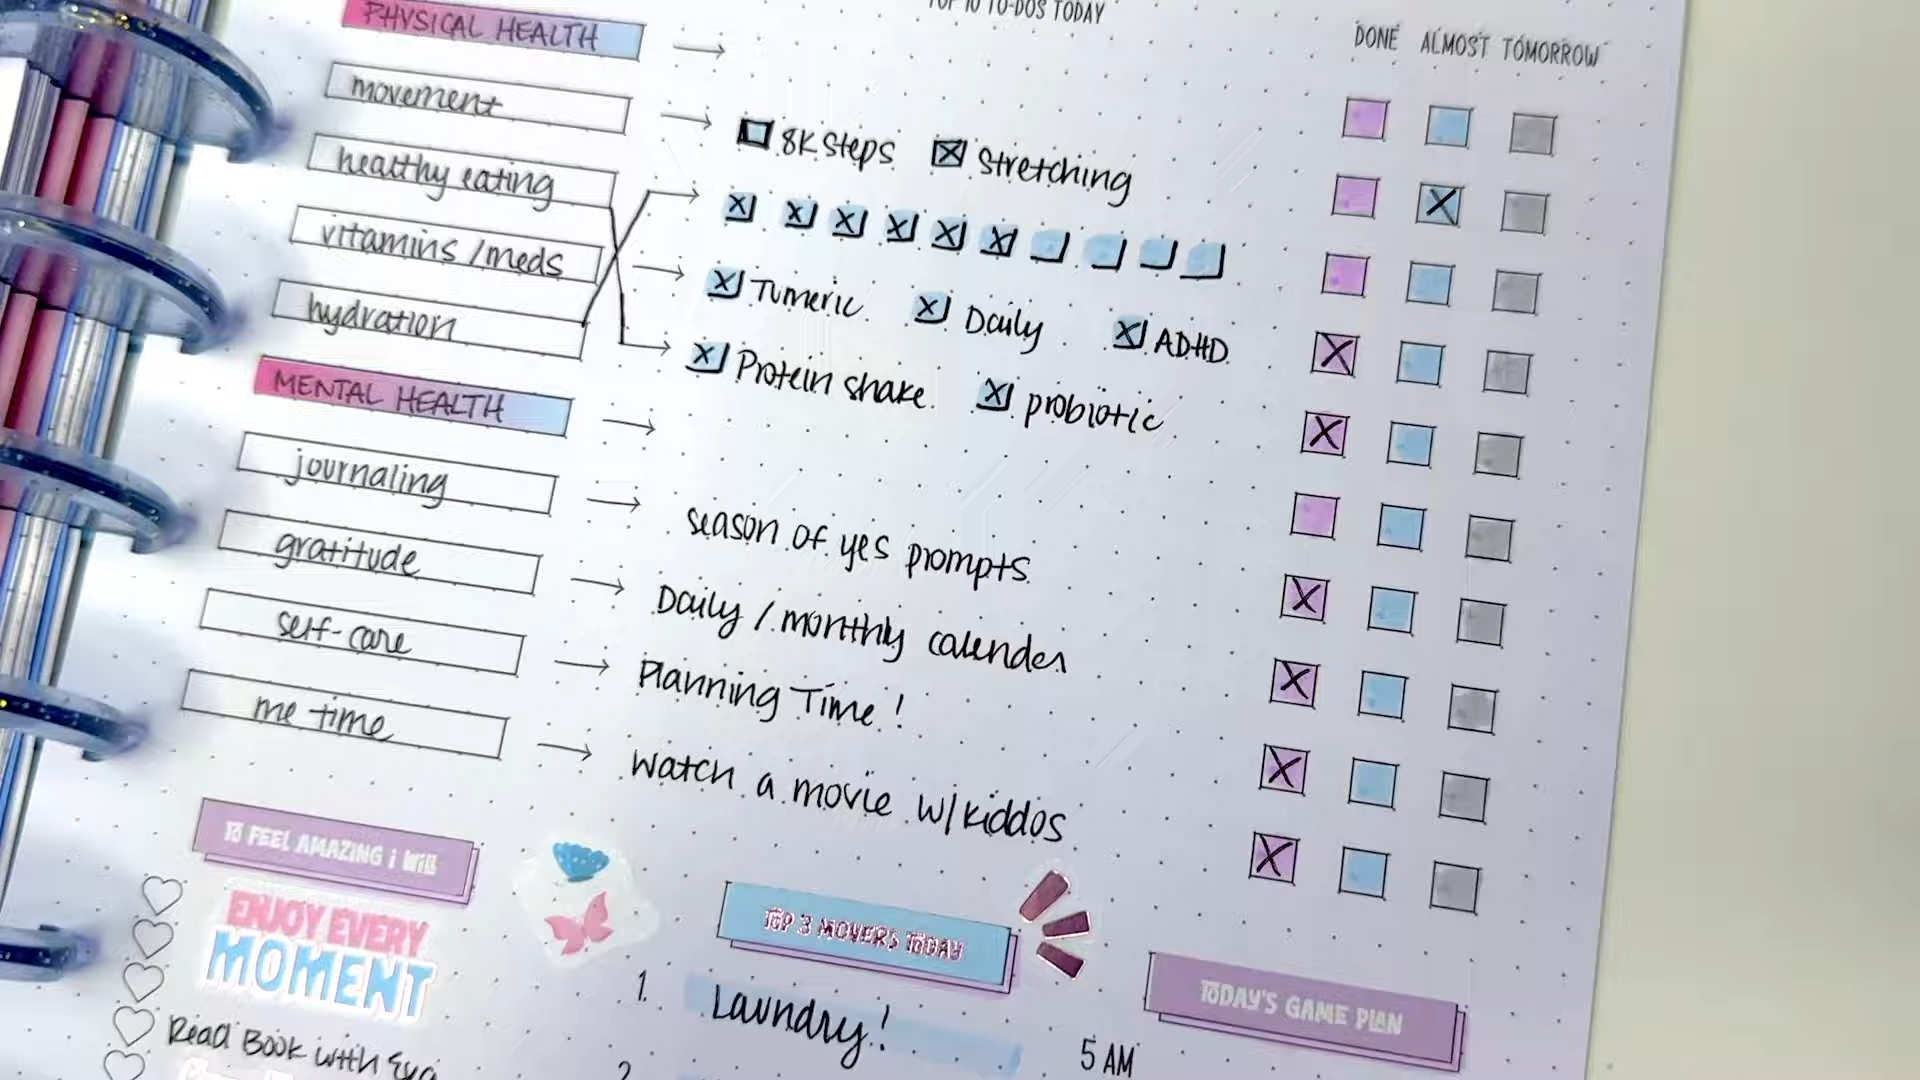 TOP 10 TO-DOS TODAY
DONE ALMOST TOMORROW
PHYSICAL HEALTH
movement
8K Steps Stretching
healthy eating
vitamins / meds
Tumeric Daily ADHD
hydration
Protein shake probiotic
MENTAL HEALTH
journaling
season of yes prompts
gratitude
Daily / monthly calender
self-care
Planning Time!
me time
watch a movie w/kiddos
TO FEEL AMAZING I WILL
ENJOY EVERY
MOMENT
Read Book with
TOP 3 MOVERS TODAY
1. Laundry!
2
TODAY'S GAME PLAN
5 AM